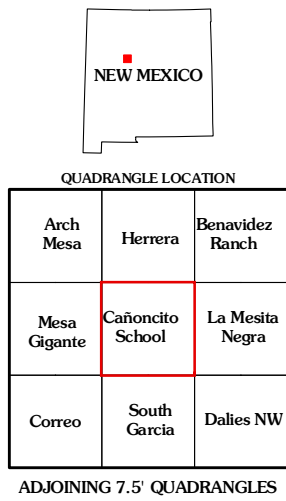 NEW MEXICO
QUADRANGLE LOCATION
Arch
Mesa
Herrera
Benavidez
Ranch
Mesa
Gigante
Cañoncito
School
La Mesita
Negra
Correo
South
Garcia
Dalies NW
ADJOINING 7.5' QUADRANGLES